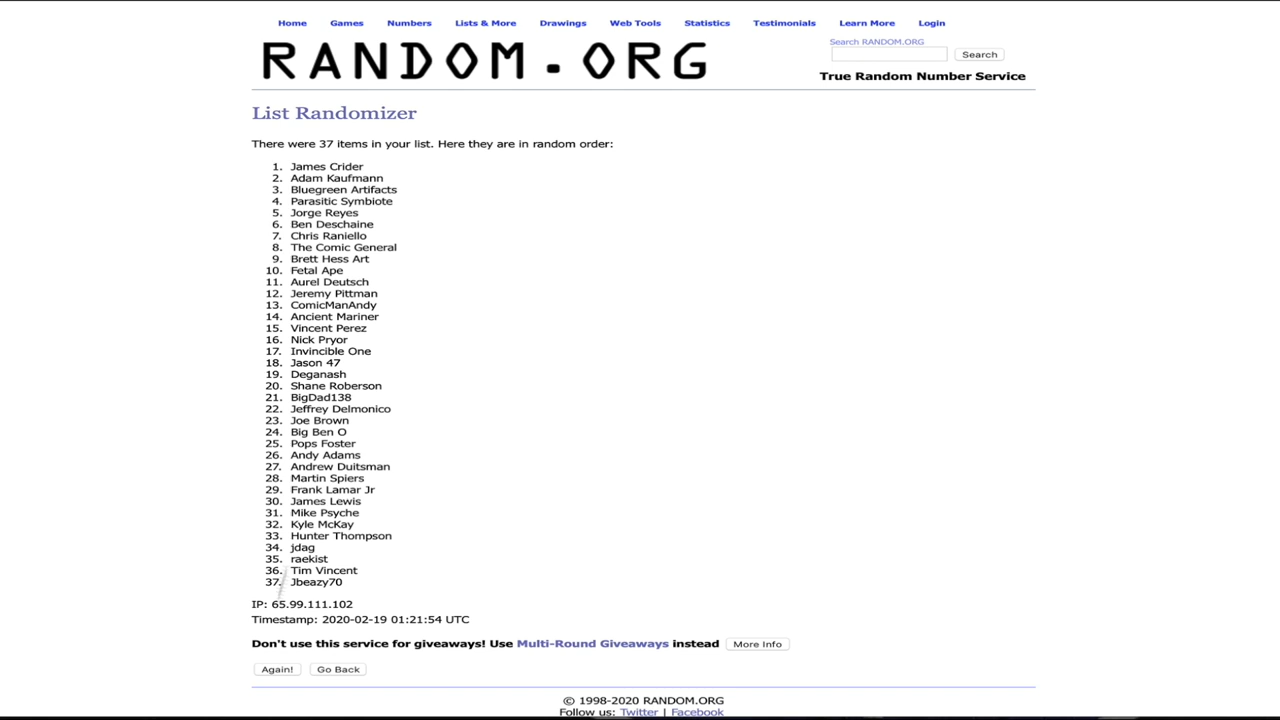 Home Games Numbers Lists & More Drawings Web Tools Statistics Testimonials Learn More Login
RANDOM.ORG
Search RANDOM.ORG
Search
True Random Number Service
List Randomizer
There were 37 items in your list. Here they are in random order:
1. James Crider
2. Adam Kaufmann
3. Bluegreen Artifacts
4. Parasitic Symbiote
5. Jorge Reyes
6. Ben Deschaine
7. Chris Raniello
8. The Comic General
9. Brett Hess Art
10. Fetal Ape
11. Aurel Deutsch
12. Jeremy Pittman
13. ComicManAndy
14. Ancient Mariner
15. Vincent Perez
16. Nick Pryor
17. Invincible One
18. Jason 47
19. Deganash
20. Shane Roberson
21. BigDad138
22. Jeffrey Delmonico
23. Joe Brown
24. Big Ben O
25. Pops Foster
26. Andy Adams
27. Andrew Duitsman
28. Martin Spiers
29. Frank Lamar Jr
30. James Lewis
31. Mike Psyche
32. Kyle McKay
33. Hunter Thompson
34. jdag
35. raekist
36. Tim Vincent
37. Jbeazy70
IP: 65.99.111.102
Timestamp: 2020-02-19 01:21:54 UTC
Don't use this service for giveaways! Use Multi-Round Giveaways instead More Info
Again! Go Back
© 1998-2020 RANDOM.ORG
Follow us: Twitter | Facebook